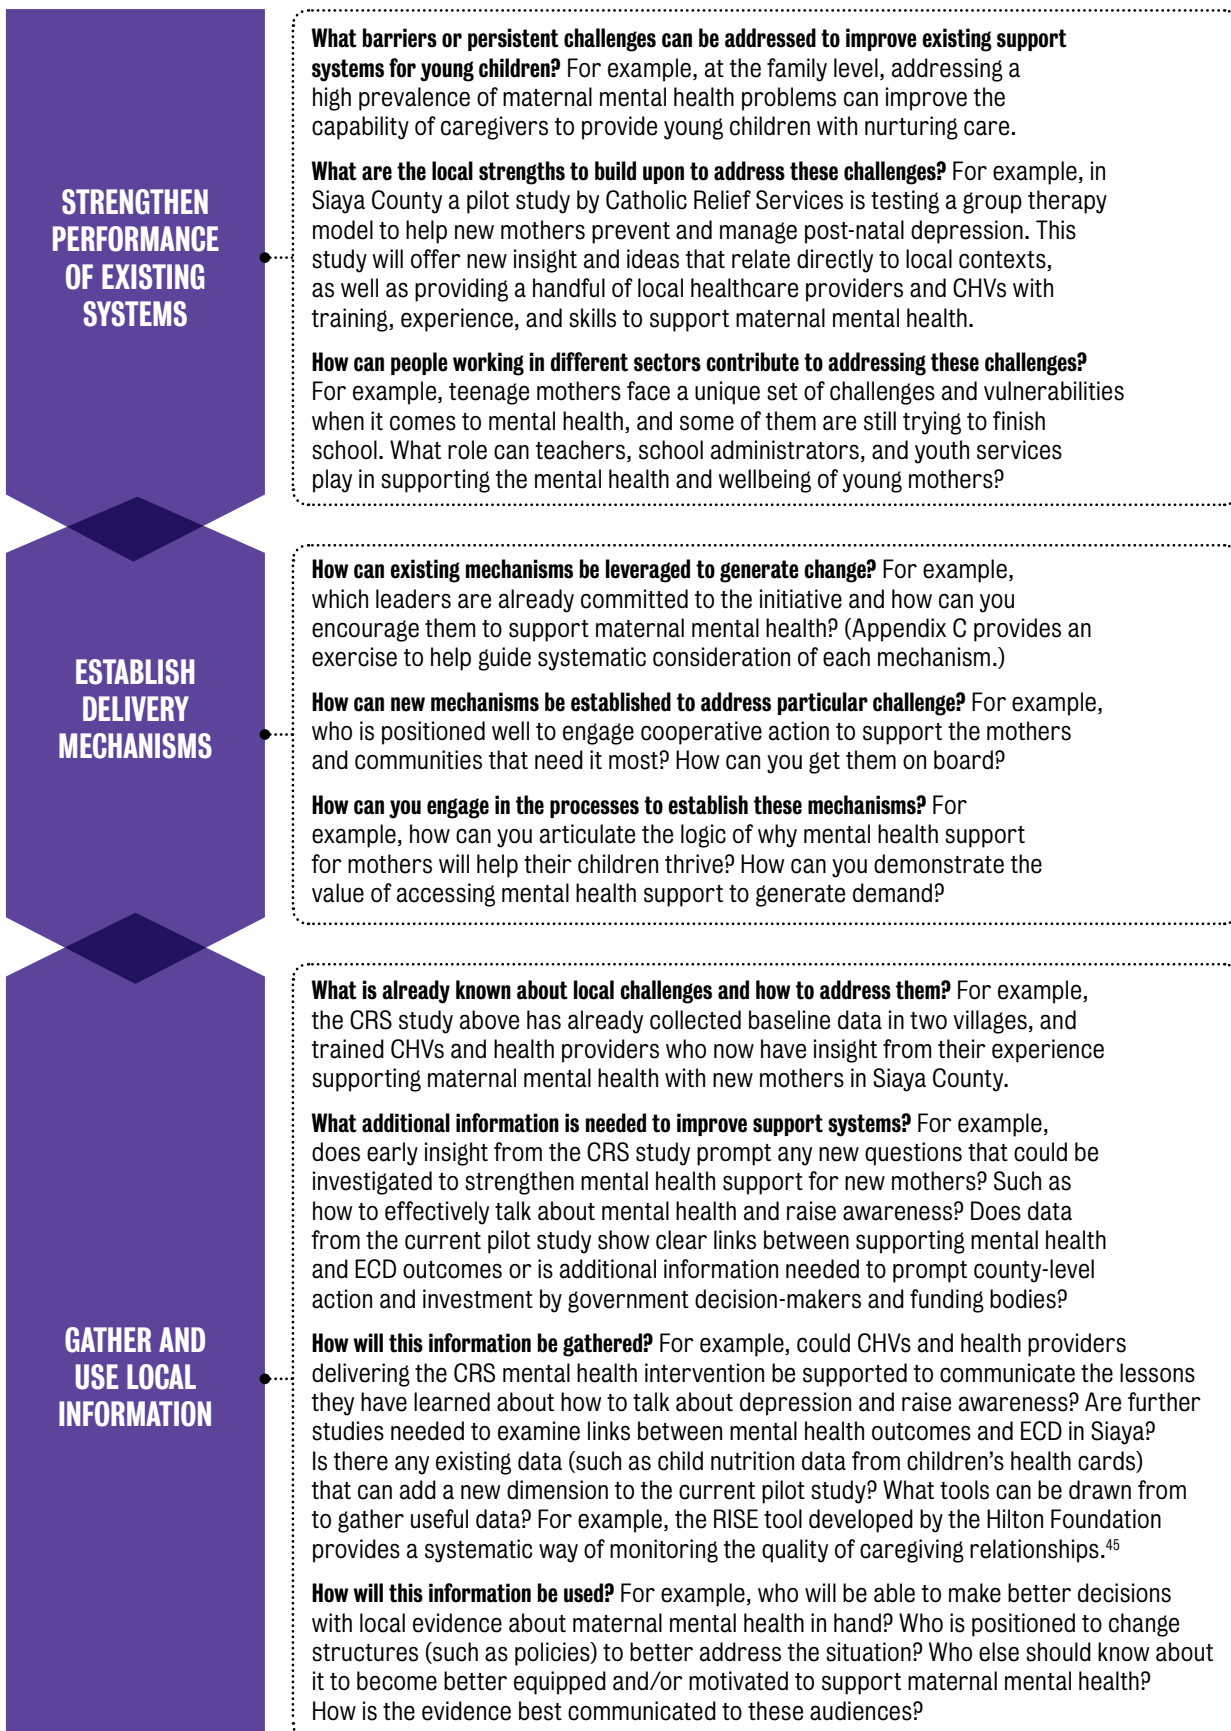 STRENGTHEN
PERFORMANCE
OF EXISTING
SYSTEMS
What barriers or persistent challenges can be addressed to improve existing support
systems for young children? For example, at the family level, addressing a
high prevalence of maternal mental health problems can improve the
capability of caregivers to provide young children with nurturing care.
What are the local strengths to build upon to address these challenges? For example, in
Siaya County a pilot study by Catholic Relief Services is testing a group therapy
model to help new mothers prevent and manage post-natal depression. This
study will offer new insight and ideas that relate directly to local contexts,
as well as providing a handful of local healthcare providers and CHVs with
training, experience, and skills to support maternal mental health.
How can people working in different sectors contribute to addressing these challenges?
For example, teenage mothers face a unique set of challenges and vulnerabilities
when it comes to mental health, and some of them are still trying to finish
school. What role can teachers, school administrators, and youth services
play in supporting the mental health and wellbeing of young mothers?
ESTABLISH
DELIVERY
MECHANISMS
How can existing mechanisms be leveraged to generate change? For example,
which leaders are already committed to the initiative and how can you
encourage them to support maternal mental health? (Appendix C provides an
exercise to help guide systematic consideration of each mechanism.)
How can new mechanisms be established to address particular challenge? For example,
who is positioned well to engage cooperative action to support the mothers
and communities that need it most? How can you get them on board?
How can you engage in the processes to establish these mechanisms? For
example, how can you articulate the logic of why mental health support
for mothers will help their children thrive? How can you demonstrate the
value of accessing mental health support to generate demand?
GATHER AND
USE LOCAL
INFORMATION
What is already known about local challenges and how to address them? For example,
the CRS study above has already collected baseline data in two villages, and
trained CHVs and health providers who now have insight from their experience
supporting maternal mental health with new mothers in Siaya County.
What additional information is needed to improve support systems? For example,
does early insight from the CRS study prompt any new questions that could be
investigated to strengthen mental health support for new mothers? Such as
how to effectively talk about mental health and raise awareness? Does data
from the current pilot study show clear links between supporting mental health
and ECD outcomes or is additional information needed to prompt county-level
action and investment by government decision-makers and funding bodies?
How will this information be gathered? For example, could CHVs and health providers
delivering the CRS mental health intervention be supported to communicate the lessons
they have learned about how to talk about depression and raise awareness? Are further
studies needed to examine links between mental health outcomes and ECD in Siaya?
Is there any existing data (such as child nutrition data from children's health cards)
that can add a new dimension to the current pilot study? What tools can be drawn from
to gather useful data? For example, the RISE tool developed by the Hilton Foundation
provides a systematic way of monitoring the quality of caregiving relationships.45
How will this information be used? For example, who will be able to make better decisions
with local evidence about maternal mental health in hand? Who is positioned to change
structures (such as policies) to better address the situation? Who else should know about
it to become better equipped and/or motivated to support maternal mental health?
How is the evidence best communicated to these audiences?